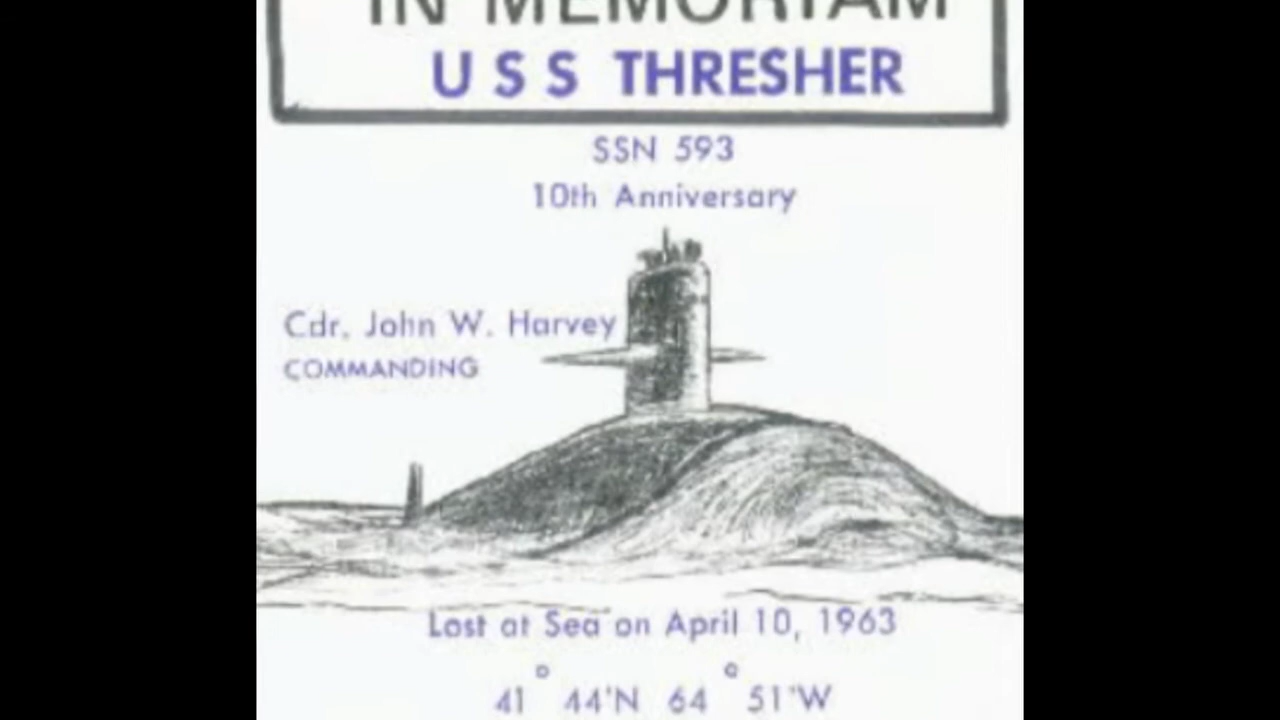 IN MEMORIAM
U S S THRESHER
SSN 593
10th Anniversary
Cdr. John W. Harvey
COMMANDING
Lost at Sea on April 10, 1963
41° 44'N 64° 51'W